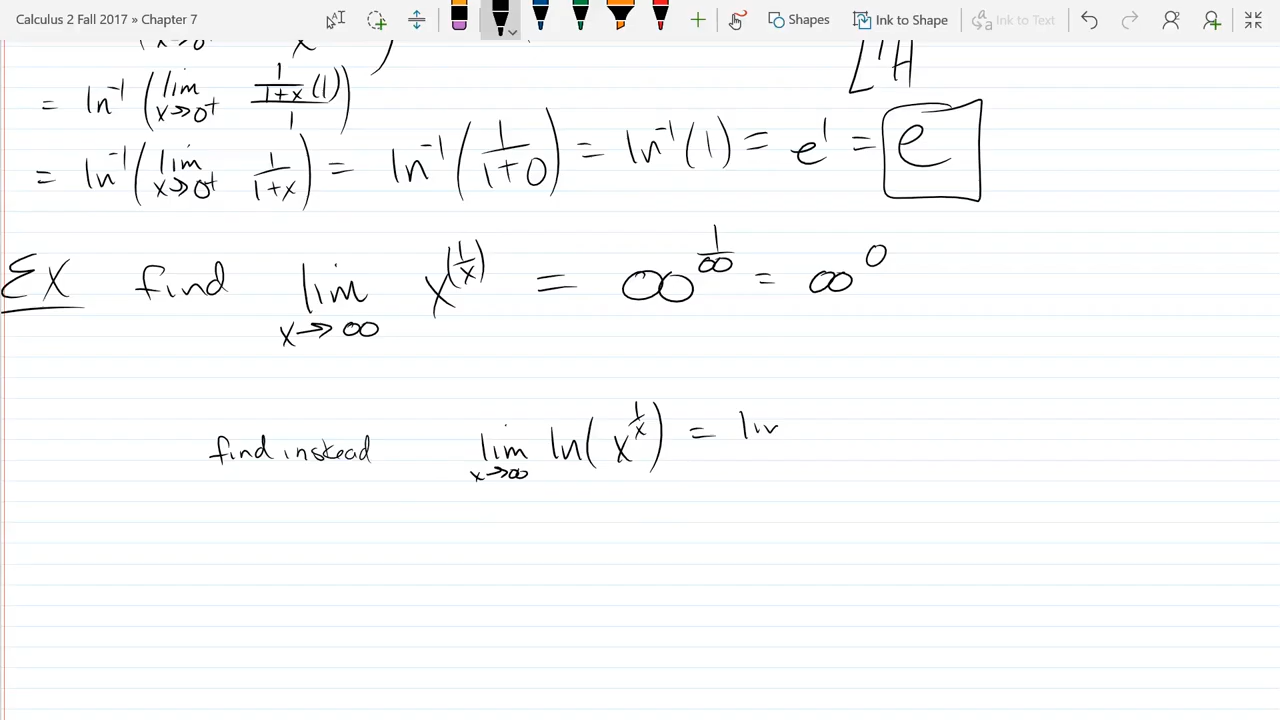 Calculus 2 Fall 2017 » Chapter 7 Shapes Ink to Shape Ink to Text
(x→0⁺ x ) L'H
= ln⁻¹ (lim x→0⁺ (1/(1+x) (1))/1)
= ln⁻¹ (lim x→0⁺ 1/(1+x)) = ln⁻¹ (1/(1+0)) = ln⁻¹(1) = e¹ = e
EX find lim x→∞ x^(1/x) = ∞^(1/∞) = ∞^0
find instead lim x→∞ ln(x^(1/x)) = lim